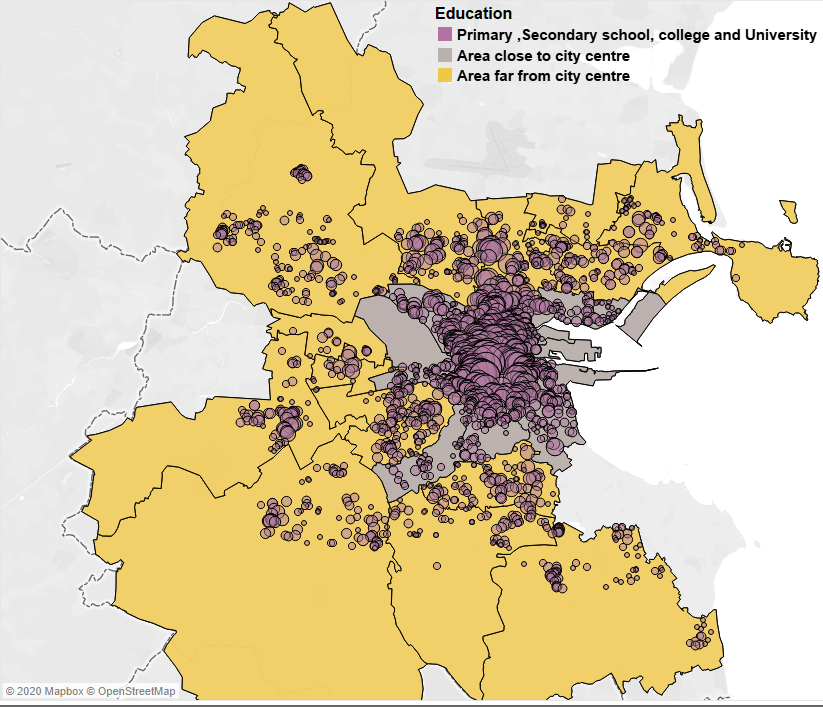 Education
Primary ,Secondary school, college and University
Area close to city centre
Area far from city centre
© 2020 Mapbox © OpenStreetMap